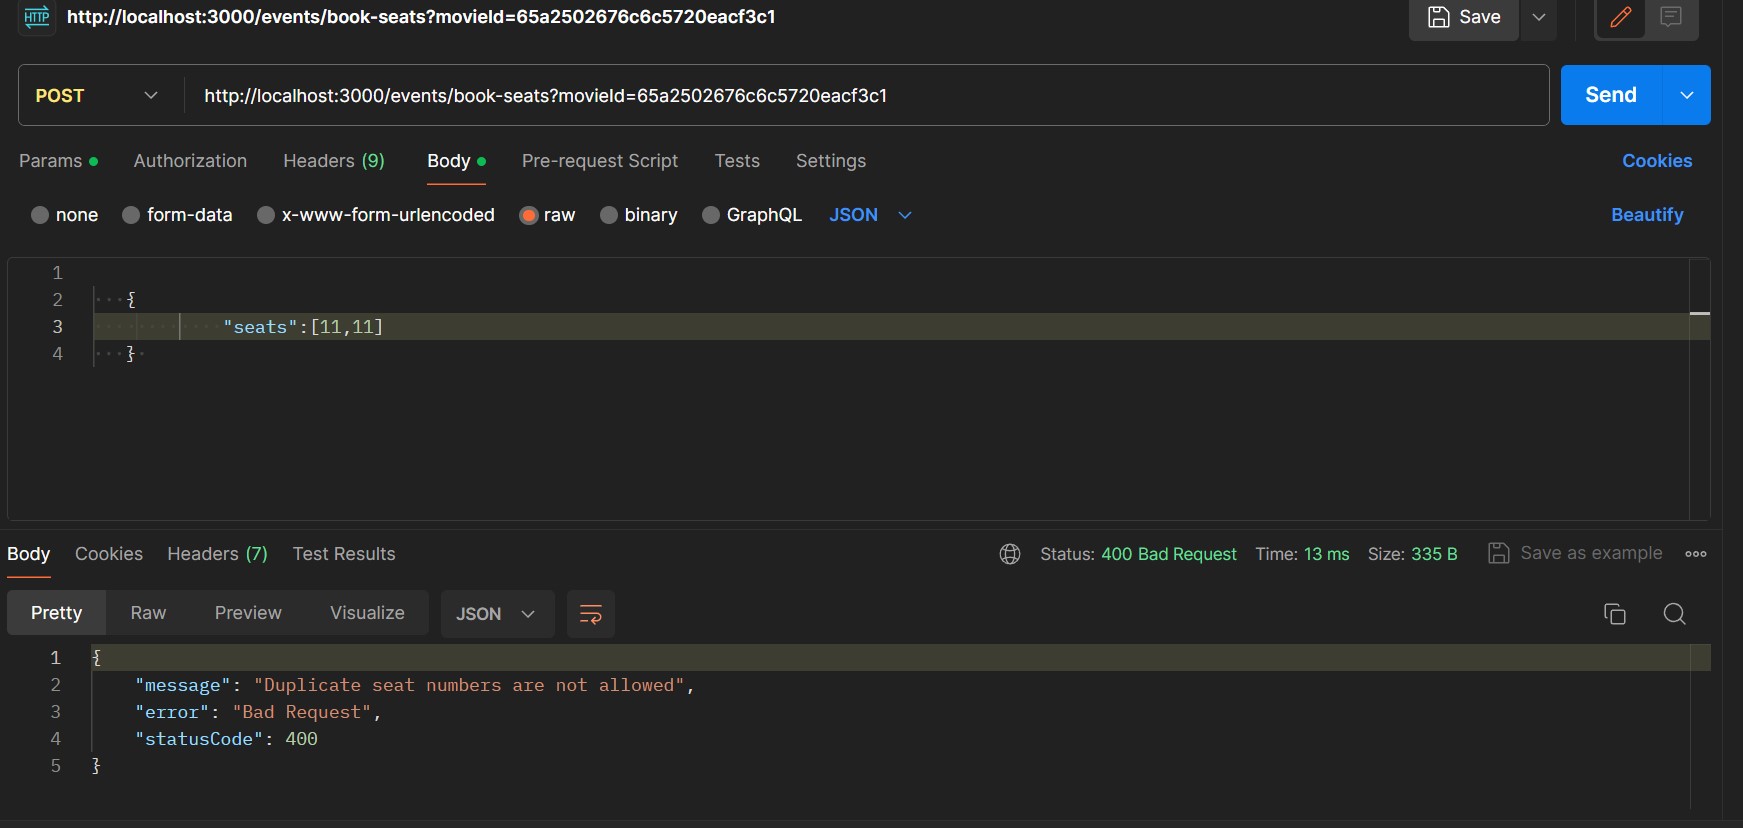 HTTP http://localhost:3000/events/book-seats?movieId=65a2502676c6c5720eacf3c1 Save
POST http://localhost:3000/events/book-seats?movieId=65a2502676c6c5720eacf3c1 Send
Params Authorization Headers (9) Body Pre-request Script Tests Settings Cookies
none form-data x-www-form-urlencoded raw binary GraphQL JSON Beautify
1
2 {
3 "seats":[11,11]
4 }
Body Cookies Headers (7) Test Results Status: 400 Bad Request Time: 13 ms Size: 335 B Save as example
Pretty Raw Preview Visualize JSON
1 {
2 "message": "Duplicate seat numbers are not allowed",
3 "error": "Bad Request",
4 "statusCode": 400
5 }